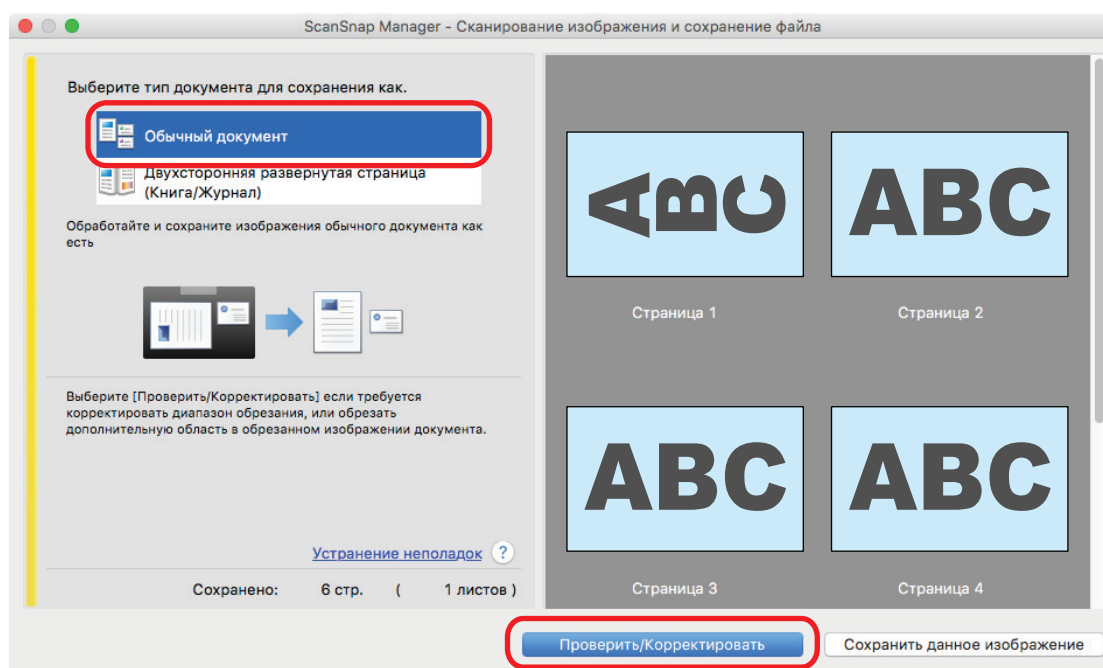 ScanSnap Manager - Сканирование изображения и сохранение файла
Выберите тип документа для сохранения как.
Обычный документ
Двухсторонняя развернутая страница
(Книга/Журнал)
Обработайте и сохраните изображения обычного документа как
есть
Выберите [Проверить/Корректировать] если требуется
корректировать диапазон обрезания, или обрезать
дополнительную область в обрезанном изображении документа.
Устранение неполадок ?
Сохранено: 6 стр. ( 1 листов )
ABC
ABC
Страница 1
Страница 2
ABC
ABC
Страница 3
Страница 4
Проверить/Корректировать
Сохранить данное изображение